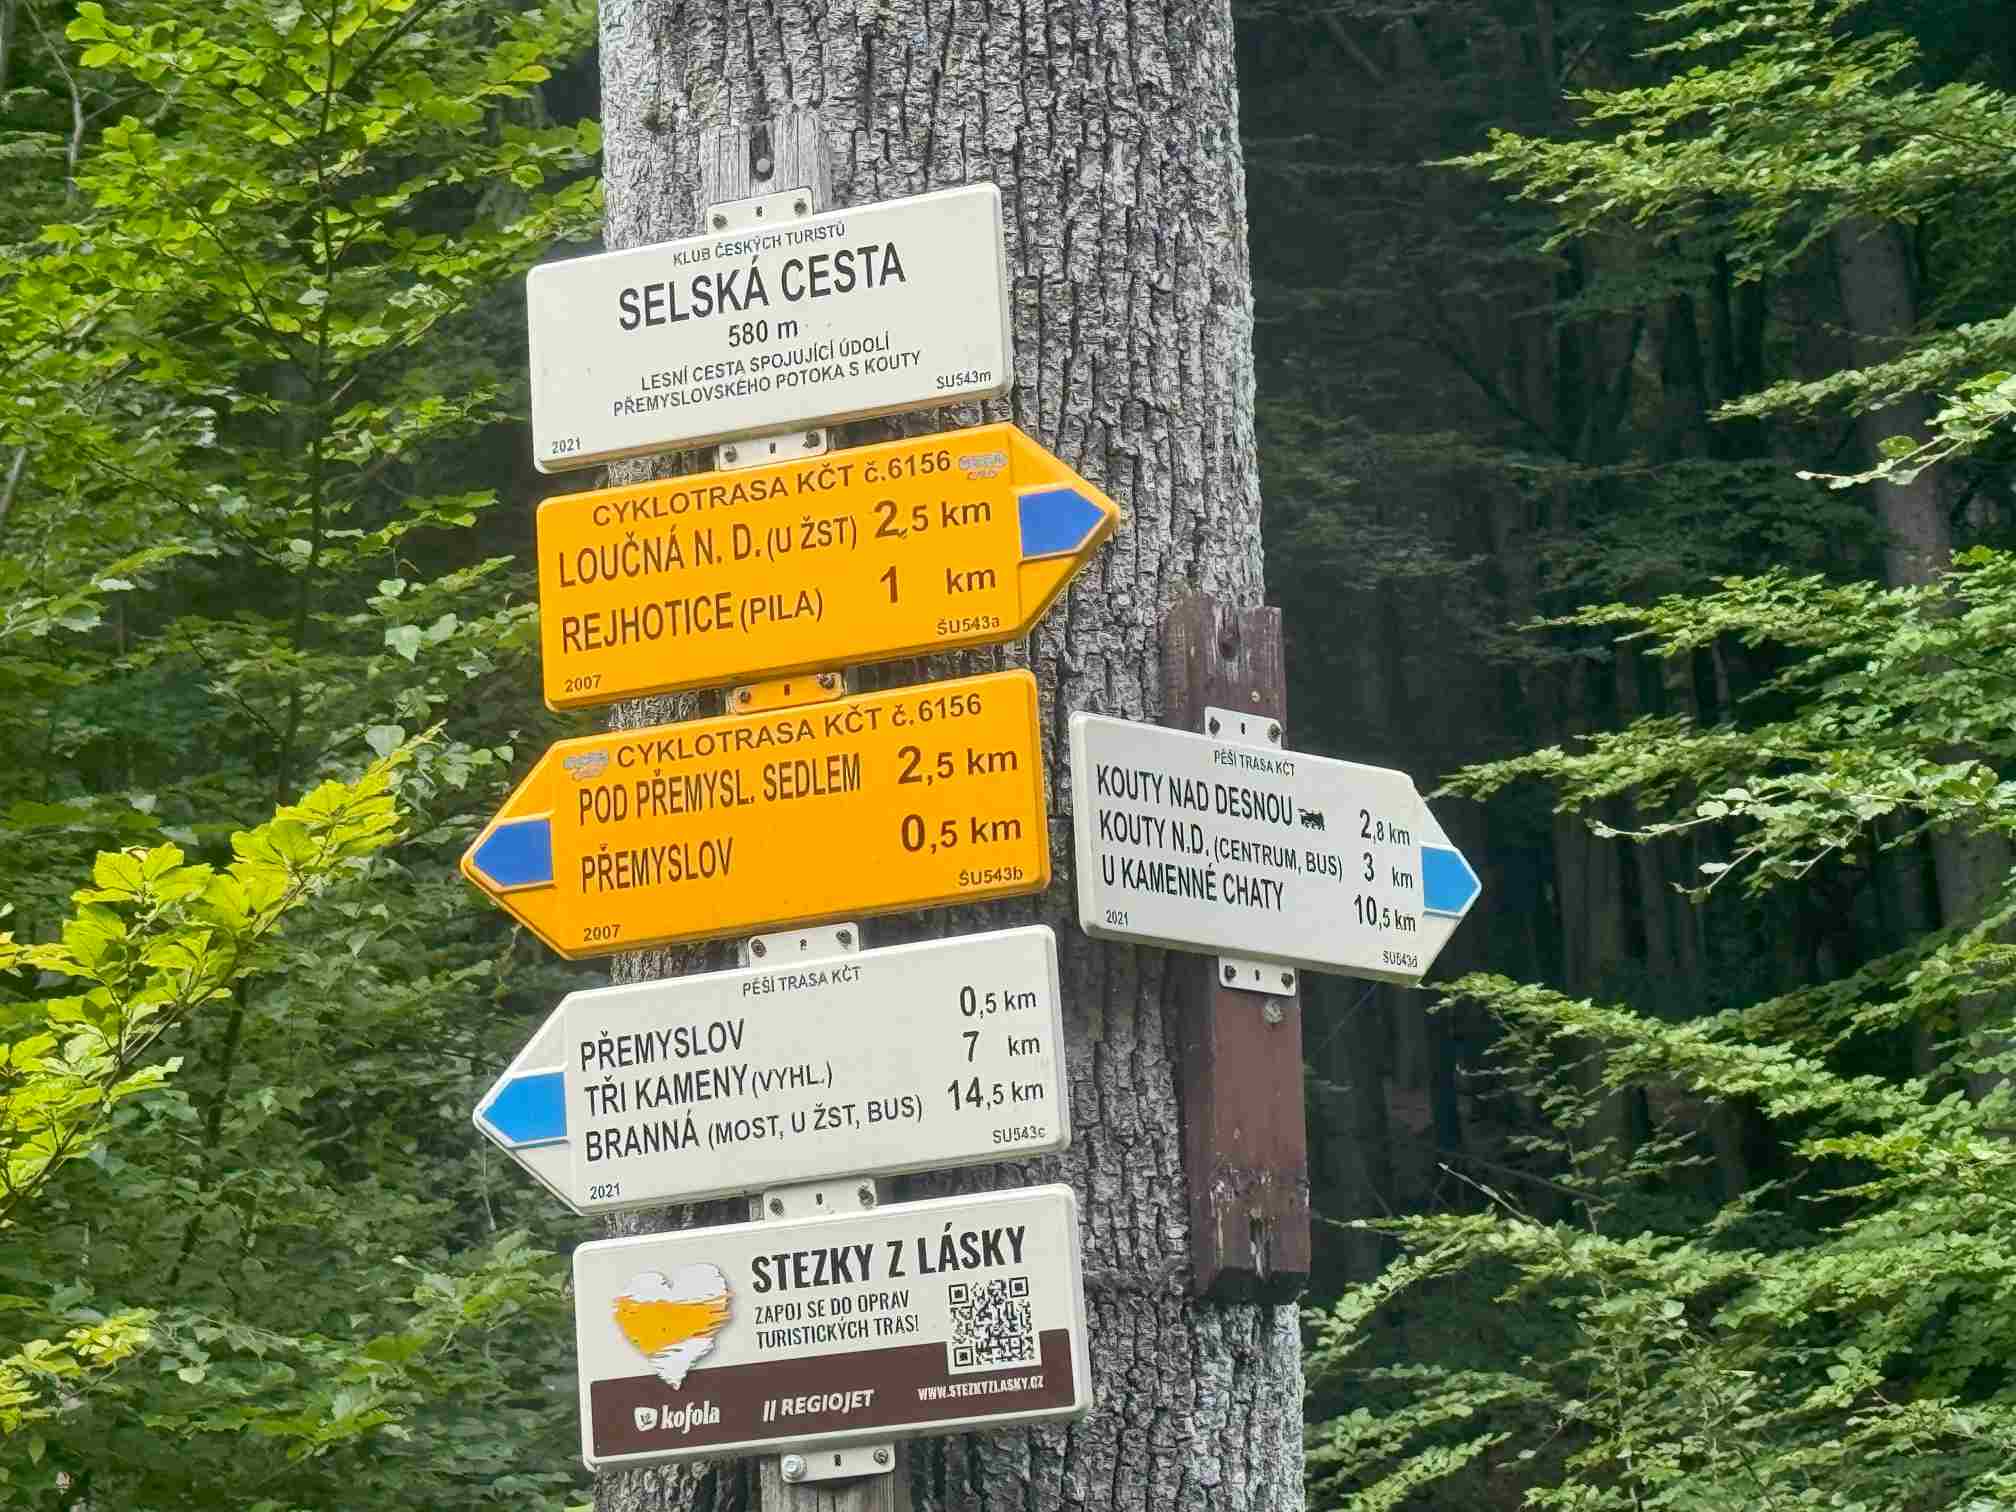 KLUB ČESKÝCH TURISTŮ
SELSKÁ CESTA
580 m
LESNÍ CESTA SPOJUJÍCÍ ÚDOLÍ
PŘEMYSLOVSKÉHO POTOKA S KOUTY
2021 SU543m
CYKLOTRASA KČT č.6156
LOUČNÁ N. D. (U ŽST) 2,5 km
REJHOTICE (PILA) 1 km
2007 ŠU543a
CYKLOTRASA KČT č.6156
POD PŘEMYSL. SEDLEM 2,5 km
PŘEMYSLOV 0,5 km
2007 ŠU543b
PĚŠÍ TRASA KČT
KOUTY NAD DESNOU 2,8 km
KOUTY N.D. (CENTRUM, BUS) 3 km
U KAMENNÉ CHATY 10,5 km
2021 SU543d
PĚŠÍ TRASA KČT
PŘEMYSLOV 0,5 km
TŘI KAMENY (VYHL.) 7 km
BRANNÁ (MOST, U ŽST, BUS) 14,5 km
2021 SU543c
STEZKY Z LÁSKY
ZAPOJ SE DO OPRAV
TURISTICKÝCH TRAS!
kofola // REGIOJET WWW.STEZKYZLASKY.CZ